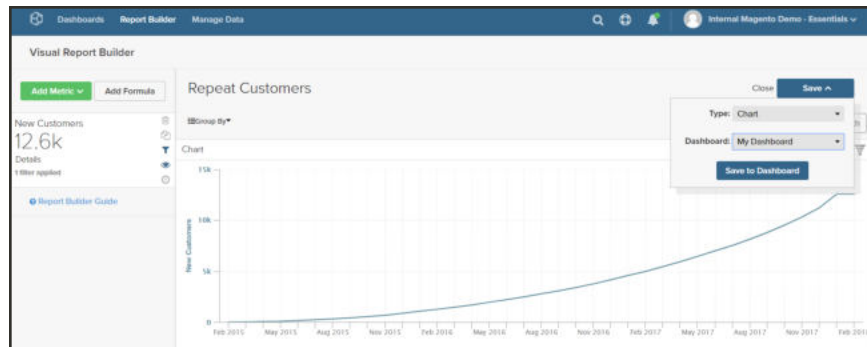 Dashboards Report Builder Manage Data Internal Magento Demo - Essentials
Visual Report Builder
Add Metric Add Formula
Repeat Customers
Close Save
New Customers
12.6k
Details
1 filter applied
Report Builder Guide
Group By
Type: Chart
Dashboard: My Dashboard
Save to Dashboard
Chart
New Customers
15k
10k
5k
0
Feb 2015 May 2015 Aug 2015 Nov 2015 Feb 2016 May 2016 Aug 2016 Nov 2016 Feb 2017 May 2017 Aug 2017 Nov 2017 Feb 201